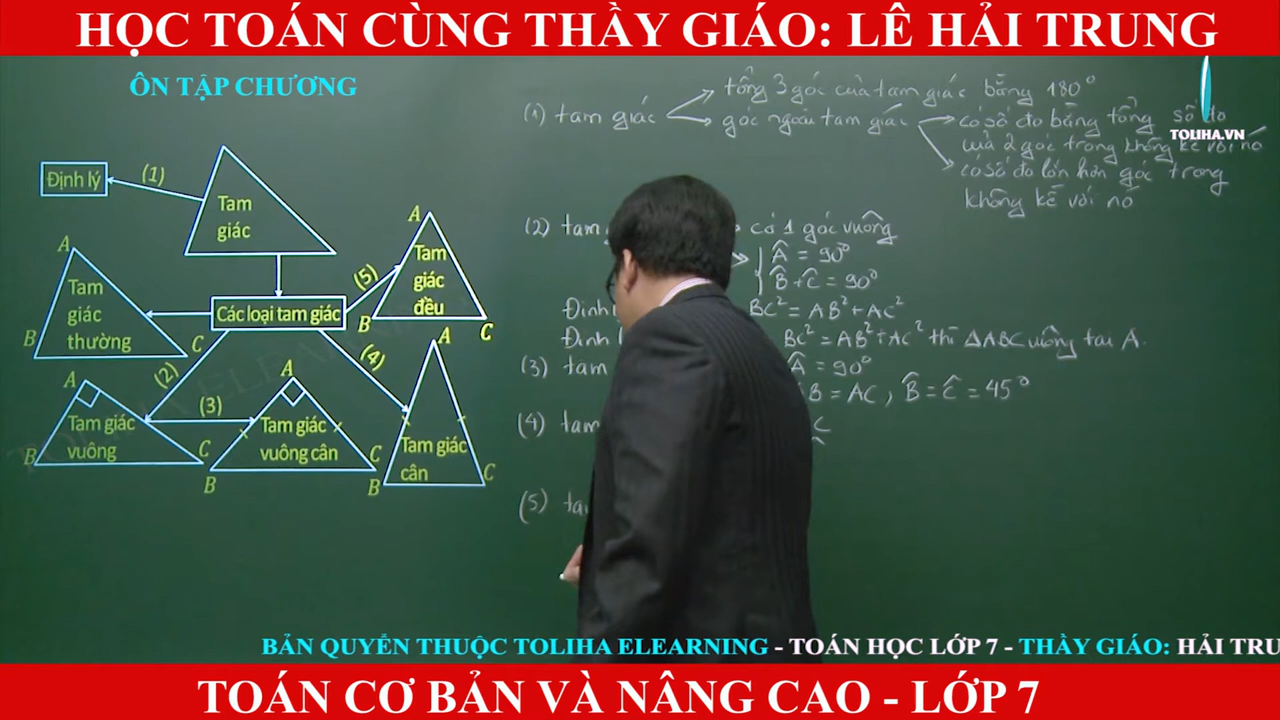 HỌC TOÁN CÙNG THẦY GIÁO: LÊ HẢI TRUNG
ÔN TẬP CHƯƠNG
TOLIHA.VN
Định lý
(1)
Tam
giác
A
Tam
giác
thường
B
C
Các loại tam giác
(5)
A
Tam
giác
đều
B
C
(2)
A
Tam giác
vuông
B
C
(3)
A
Tam giác
vuông cân
B
C
(4)
A
Tam giác
cân
B
C
(1) tam giác
tổng 3 góc của tam giác bằng 180°
góc ngoài tam giác
có số đo bằng tổng số đo
của 2 góc trong không kề với nó
có số đo lớn hơn góc trong
không kề với nó
(2) tam
có 1 góc vuông
Â = 90°
B̂ + Ĉ = 90°
Định
BC² = AB² + AC²
Định
BC² = AB² + AC² thì ΔABC vuông tại A.
(3) tam
Â = 90°
AB = AC, B̂ = Ĉ = 45°
(4) tam
C
(5)
BẢN QUYỀN THUỘC TOLIHA ELEARNING - TOÁN HỌC LỚP 7 - THẦY GIÁO: HẢI TRU
TOÁN CƠ BẢN VÀ NÂNG CAO - LỚP 7